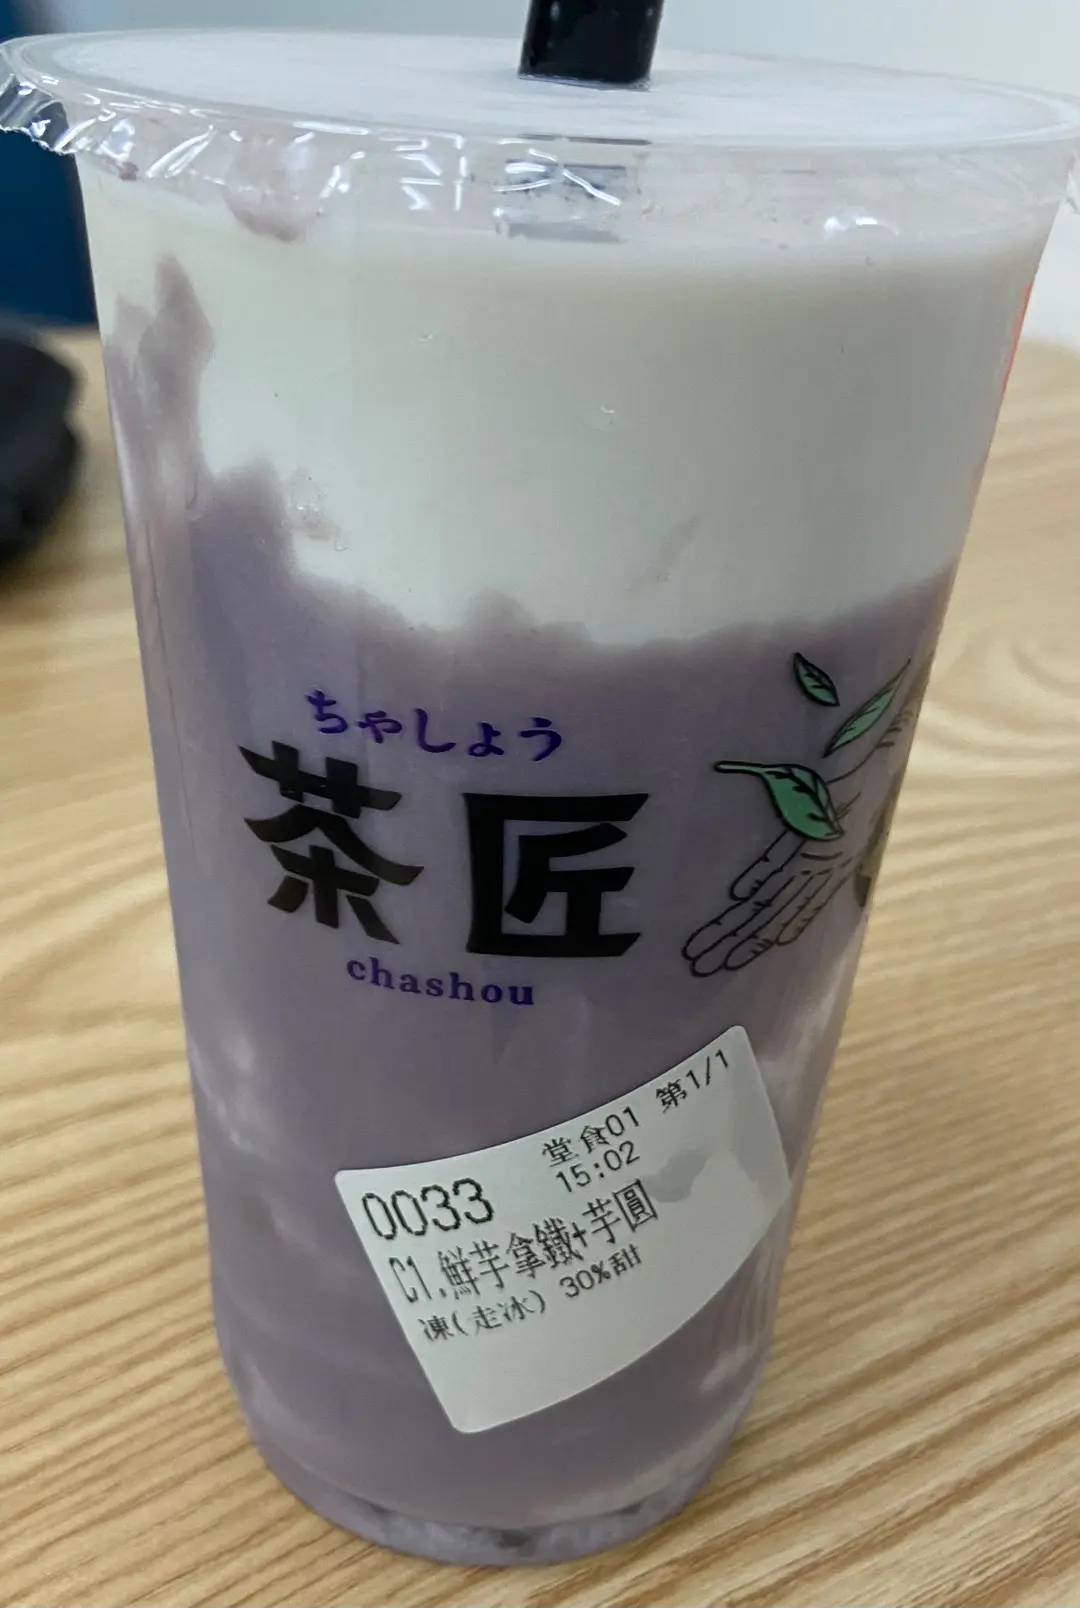 ちゃしょう
茶匠
chashou
堂食01 第1/1
0033 15:02
C1.鮮芋拿鐵+芋圓
凍(走冰) 30%甜